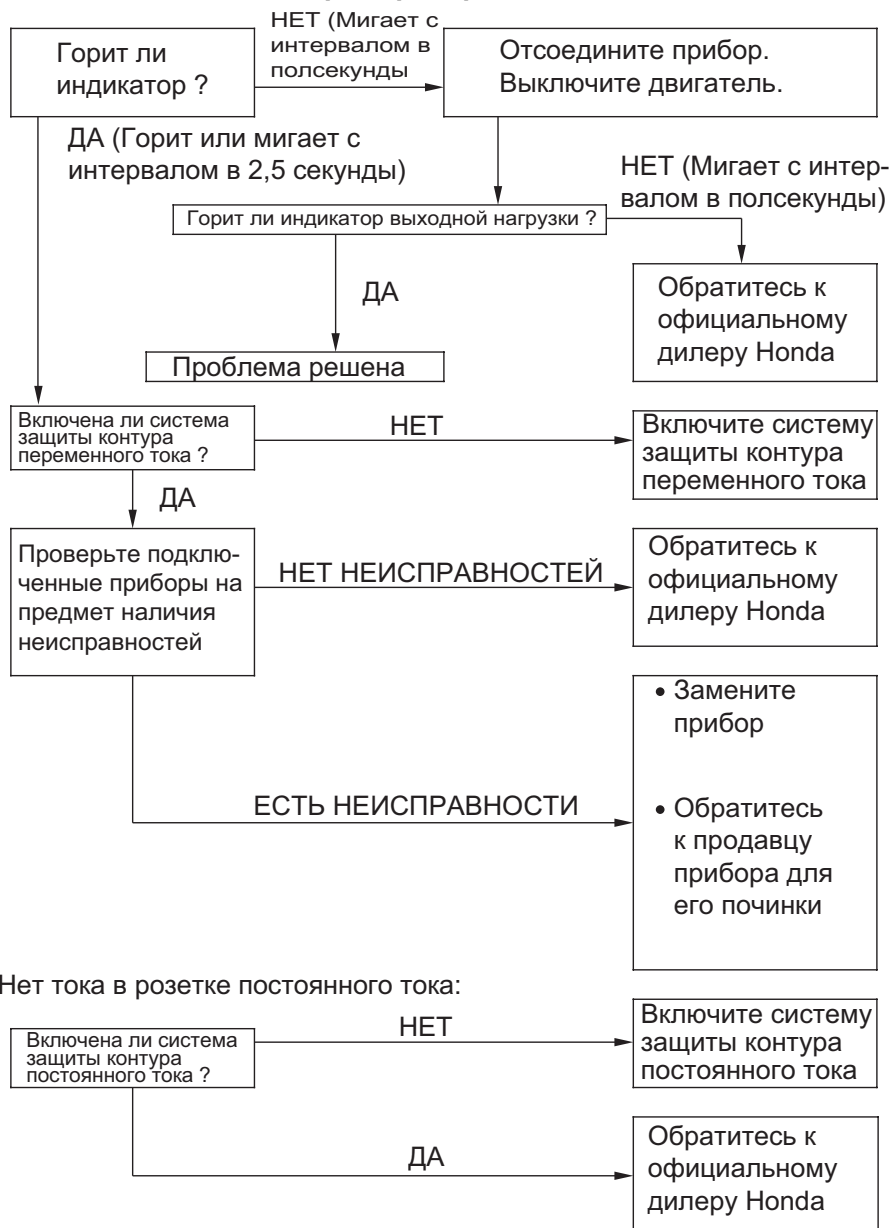 НЕТ (Мигает с
интервалом в
полсекунды
Горит ли
индикатор ?
Отсоедините прибор.
Выключите двигатель.
ДА (Горит или мигает с
интервалом в 2,5 секунды)
НЕТ (Мигает с интер-
валом в полсекунды)
Горит ли индикатор выходной нагрузки ?
ДА
Обратитесь к
официальному
дилеру Honda
Проблема решена
Включена ли система
защиты контура
переменного тока ?
НЕТ
Включите систему
защиты контура
переменного тока
ДА
Проверьте подклю-
ченные приборы на
предмет наличия
неисправностей
НЕТ НЕИСПРАВНОСТЕЙ
Обратитесь к
официальному
дилеру Honda
ЕСТЬ НЕИСПРАВНОСТИ
• Замените
прибор
• Обратитесь
к продавцу
прибора для
его починки
Нет тока в розетке постоянного тока:
Включена ли система
защиты контура
постоянного тока ?
НЕТ
Включите систему
защиты контура
постоянного тока
ДА
Обратитесь к
официальному
дилеру Honda